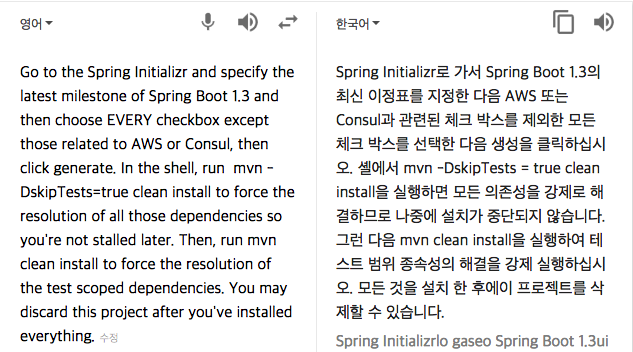 영어
한국어
Go to the Spring Initializr and specify the
latest milestone of Spring Boot 1.3 and
then choose EVERY checkbox except
those related to AWS or Consul, then
click generate. In the shell, run  mvn -
DskipTests=true clean install to force the
resolution of all those dependencies so
you're not stalled later. Then, run mvn
clean install to force the resolution of
the test scoped dependencies. You may
discard this project after you've installed
everything. 수정
Spring Initializr로 가서 Spring Boot 1.3의
최신 이정표를 지정한 다음 AWS 또는
Consul과 관련된 체크 박스를 제외한 모든
체크 박스를 선택한 다음 생성을 클릭하십시
오. 셸에서 mvn -DskipTests = true clean
install을 실행하면 모든 의존성을 강제로 해
결하므로 나중에 설치가 중단되지 않습니다.
그런 다음 mvn clean install을 실행하여 테
스트 범위 종속성의 해결을 강제 실행하십시
오. 모든 것을 설치 한 후에이 프로젝트를 삭
제할 수 있습니다.
Spring Initializrlo gaseo Spring Boot 1.3ui